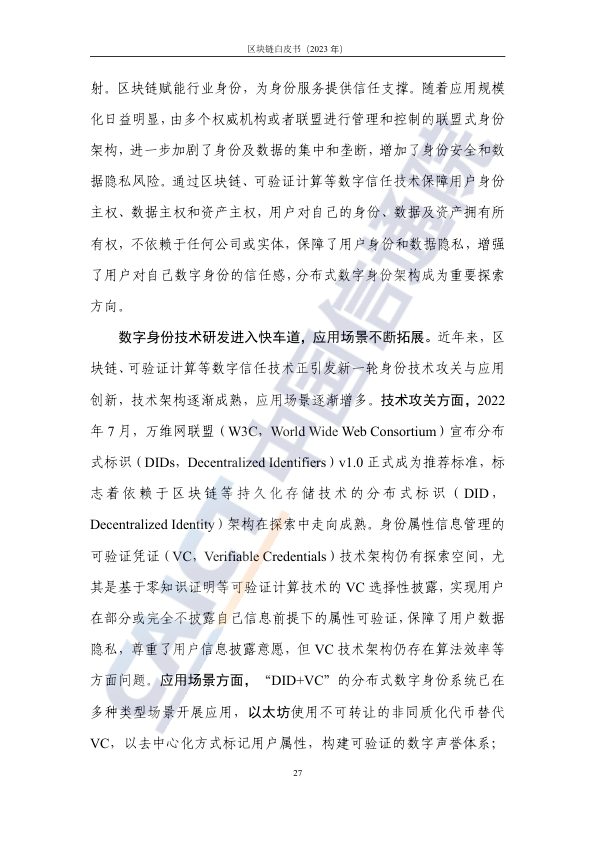 区块链白皮书（2023 年）
射。区块链赋能行业身份，为身份服务提供信任支撑。随着应用规模
化日益明显，由多个权威机构或者联盟进行管理和控制的联盟式身份
架构，进一步加剧了身份及数据的集中和垄断，增加了身份安全和数
据隐私风险。通过区块链、可验证计算等数字信任技术保障用户身份
主权、数据主权和资产主权，用户对自己的身份、数据及资产拥有所
有权，不依赖于任何公司或实体，保障了用户身份和数据隐私，增强
了用户对自己数字身份的信任感，分布式数字身份架构成为重要探索
方向。
数字身份技术研发进入快车道，应用场景不断拓展。近年来，区
块链、可验证计算等数字信任技术正引发新一轮身份技术攻关与应用
创新，技术架构逐渐成熟，应用场景逐渐增多。技术攻关方面，2022
年 7 月，万维网联盟（W3C，World Wide Web Consortium）宣布分布
式标识（DIDs，Decentralized Identifiers）v1.0 正式成为推荐标准，标
志着依赖于区块链等持久化存储技术的分布式标识（DID，
Decentralized Identity）架构在探索中走向成熟。身份属性信息管理的
可验证凭证（VC，Verifiable Credentials）技术架构仍有探索空间，尤
其是基于零知识证明等可验证计算技术的 VC 选择性披露，实现用户
在部分或完全不披露自己信息前提下的属性可验证，保障了用户数据
隐私，尊重了用户信息披露意愿，但 VC 技术架构仍存在算法效率等
方面问题。应用场景方面，“DID+VC”的分布式数字身份系统已在
多种类型场景开展应用，以太坊使用不可转让的非同质化代币替代
VC，以去中心化方式标记用户属性，构建可验证的数字声誉体系；
27
CAICT 中国信通院